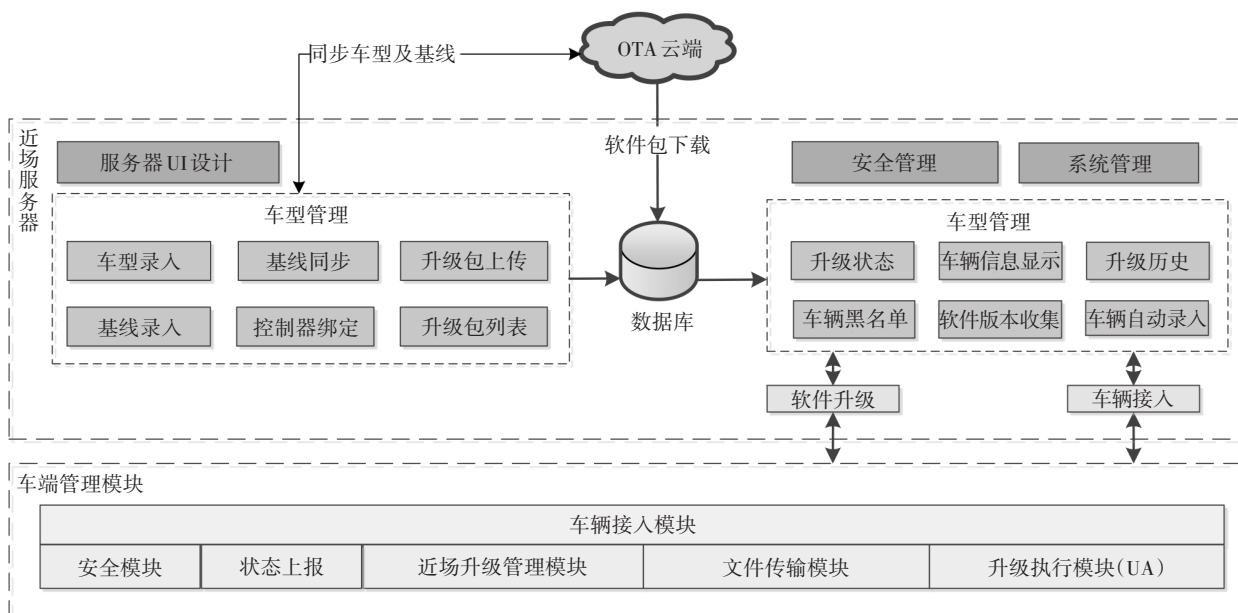 OTA云端
同步车型及基线
软件包下载
近场服务器
服务器UI设计
安全管理
系统管理
车型管理
车型录入
基线同步
升级包上传
基线录入
控制器绑定
升级包列表
数据库
车型管理
升级状态
车辆信息显示
升级历史
车辆黑名单
软件版本收集
车辆自动录入
软件升级
车辆接入
车端管理模块
车辆接入模块
安全模块
状态上报
近场升级管理模块
文件传输模块
升级执行模块(UA)